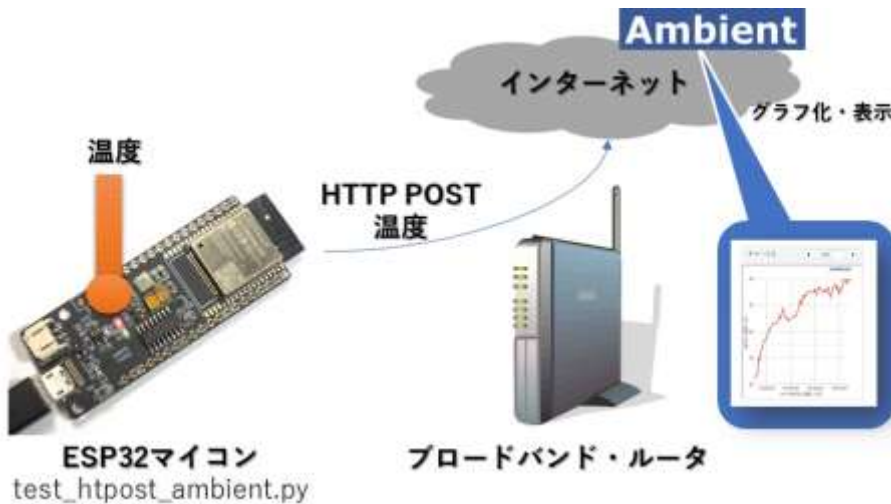 Ambient
インターネット
グラフ化・表示
温度
HTTP POST
温度
ESP32マイコン
test_htpost_ambient.py
ブロードバンド・ルータ